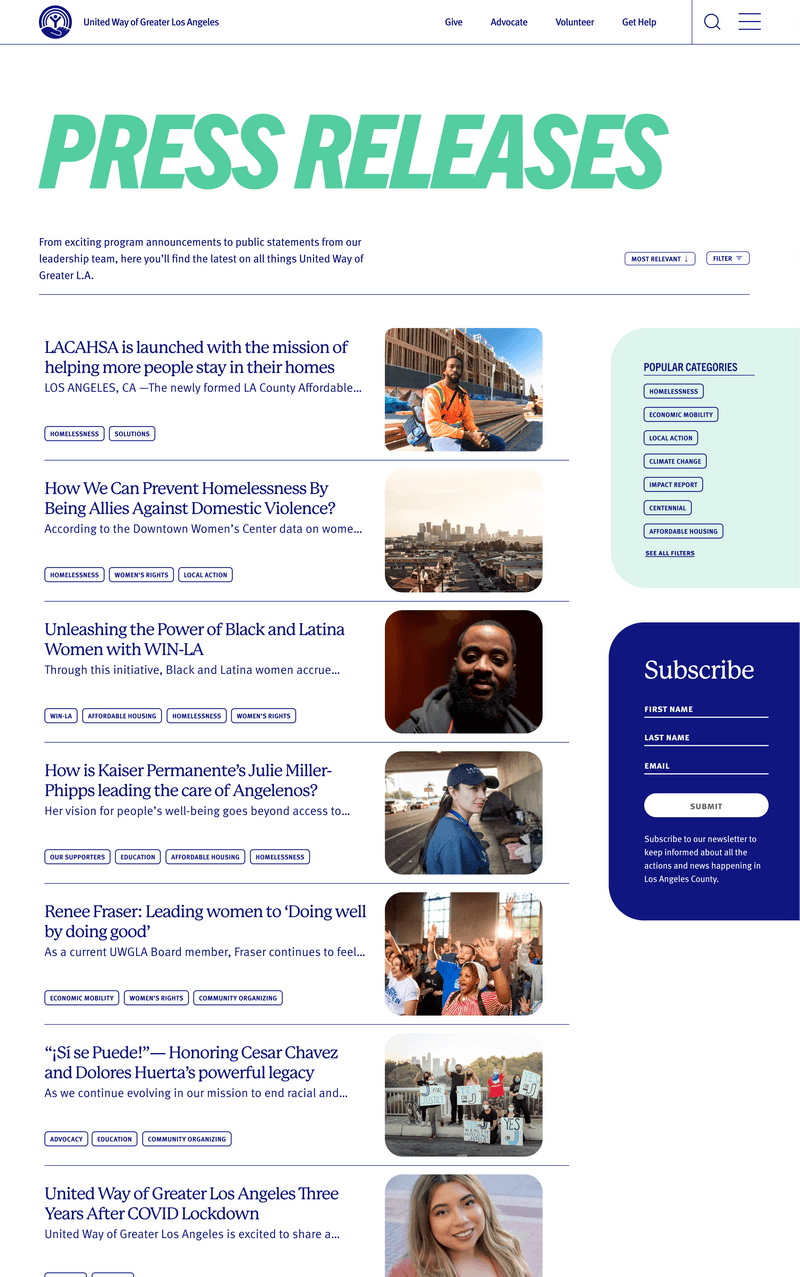 United Way of Greater Los Angeles
Give
Advocate
Volunteer
Get Help
PRESS RELEASES
From exciting program announcements to public statements from our
leadership team, here you’ll find the latest on all things United Way of
Greater L.A.
MOST RELEVANT ↓
FILTER
LACAHSA is launched with the mission of
helping more people stay in their homes
LOS ANGELES, CA —The newly formed LA County Affordable...
HOMELESSNESS
SOLUTIONS
How We Can Prevent Homelessness By
Being Allies Against Domestic Violence?
According to the Downtown Women’s Center data on wome...
HOMELESSNESS
WOMEN’S RIGHTS
LOCAL ACTION
Unleashing the Power of Black and Latina
Women with WIN-LA
Through this initiative, Black and Latina women accrue...
WIN-LA
AFFORDABLE HOUSING
HOMELESSNESS
WOMEN’S RIGHTS
How is Kaiser Permanente’s Julie Miller-
Phipps leading the care of Angelenos?
Her vision for people’s well-being goes beyond access to...
OUR SUPPORTERS
EDUCATION
AFFORDABLE HOUSING
HOMELESSNESS
Renee Fraser: Leading women to ‘Doing well
by doing good’
As a current UWGLA Board member, Fraser continues to feel...
ECONOMIC MOBILITY
WOMEN’S RIGHTS
COMMUNITY ORGANIZING
“¡Sí se Puede!”— Honoring Cesar Chavez
and Dolores Huerta’s powerful legacy
As we continue evolving in our mission to end racial and...
ADVOCACY
EDUCATION
COMMUNITY ORGANIZING
YES
United Way of Greater Los Angeles Three
Years After COVID Lockdown
United Way of Greater Los Angeles is excited to share a...
POPULAR CATEGORIES
HOMELESSNESS
ECONOMIC MOBILITY
LOCAL ACTION
CLIMATE CHANGE
IMPACT REPORT
CENTENNIAL
AFFORDABLE HOUSING
SEE ALL FILTERS
Subscribe
FIRST NAME
LAST NAME
EMAIL
SUBMIT
Subscribe to our newsletter to
keep informed about all the
actions and news happening in
Los Angeles County.